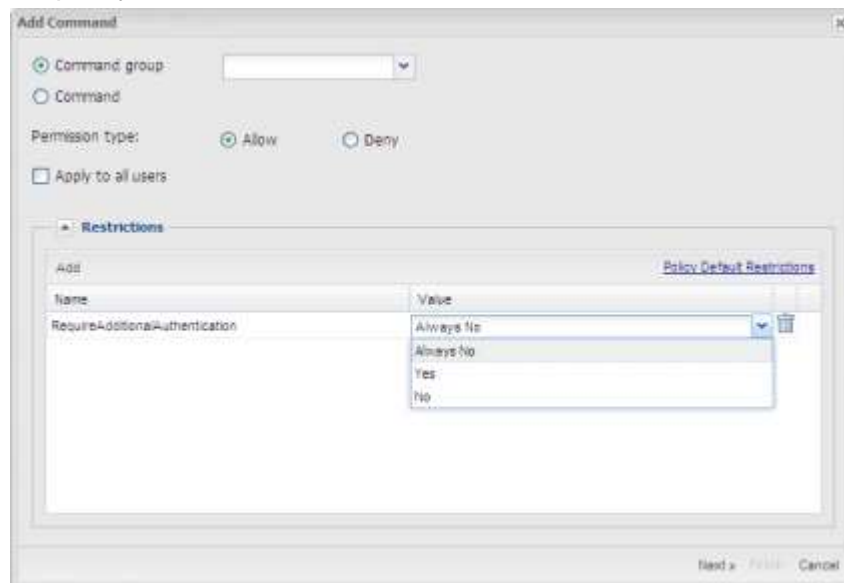 Add Command
Command group
Command
Permission type: Allow Deny
Apply to all users
Restrictions
Add Policy Default Restrictions
Name Value
RequireAdditionalAuthentication Always No
Always No
Yes
No
Next > Finish Cancel